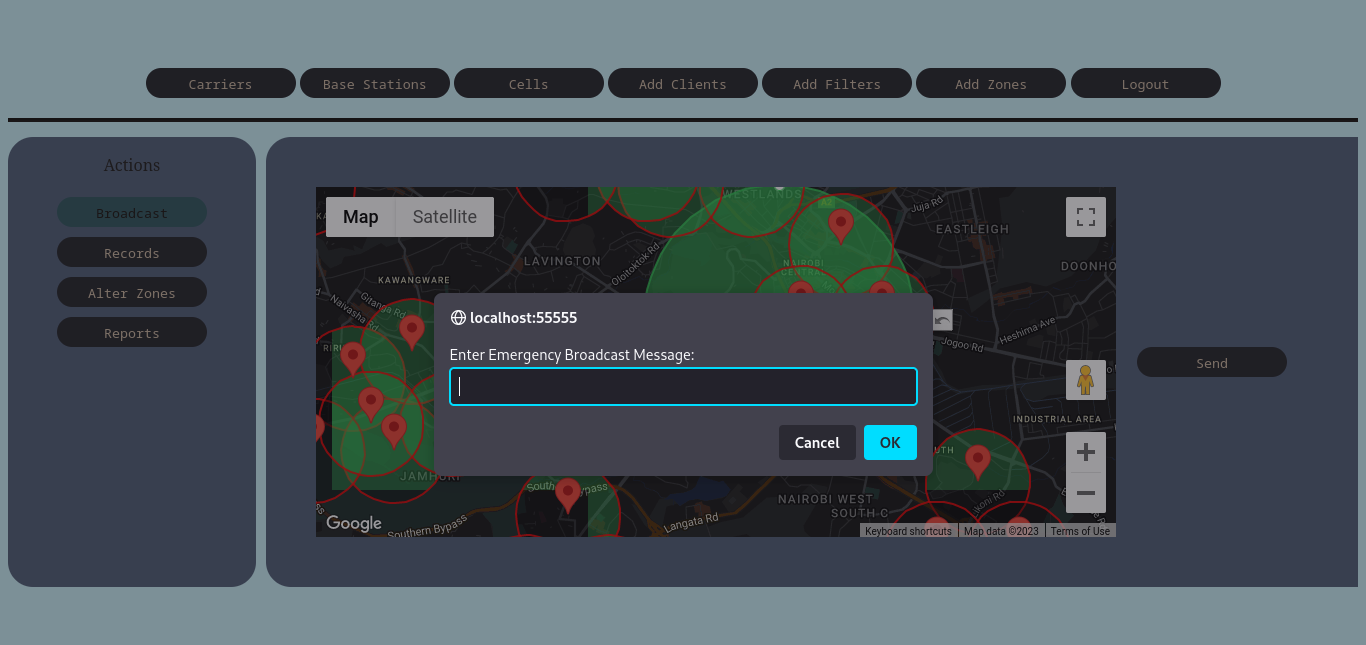 Carriers
Base Stations
Cells
Add Clients
Add Filters
Add Zones
Logout
Actions
Broadcast
Records
Alter Zones
Reports
Map
Satellite
WESTLANDS
Juja Rd
EASTLEIGH
NAIROBI
CENTRAL
LAVINGTON
Oloitoktok Rd
DOONHO
KAWANGWARE
Gitanga Rd
Naivasha Rd
localhost:55555
Enter Emergency Broadcast Message:
Cancel
OK
Heshima Ave
Jogoo Rd
Send
INDUSTRIAL AREA
UTH
JAMHURI
South
ypass
NAIROBI WEST
SOUTH C
Langata Rd
Southern Bypass
Google
Keyboard shortcuts
Map data ©2023
Terms of Use